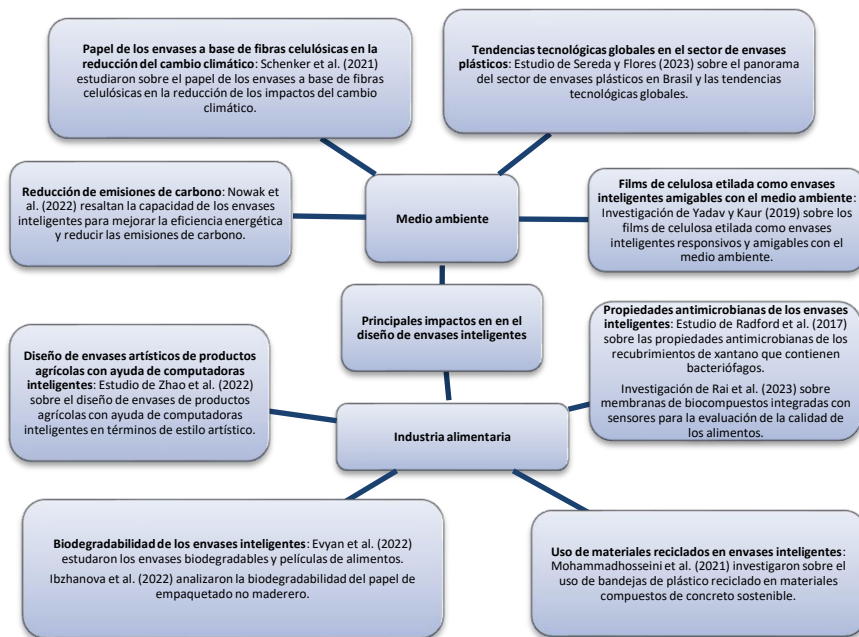 Papel de los envases a base de fibras celulósicas en la
reducción del cambio climático: Schenker et al. (2021)
estudiaron sobre el papel de los envases a base de fibras
celulósicas en la reducción de los impactos del cambio
climático.
Tendencias tecnológicas globales en el sector de envases
plásticos: Estudio de Sereda y Flores (2023) sobre el panorama
del sector de envases plásticos en Brasil y las tendencias
tecnológicas globales.
Reducción de emisiones de carbono: Nowak et
al. (2022) resaltan la capacidad de los envases
inteligentes para mejorar la eficiencia energética
y reducir las emisiones de carbono.
Medio ambiente
Films de celulosa etilada como envases
inteligentes amigables con el medio ambiente:
Investigación de Yadav y Kaur (2019) sobre los
films de celulosa etilada como envases
inteligentes responsivos y amigables con el
medio ambiente.
Principales impactos en en el
diseño de envases inteligentes
Propiedades antimicrobianas de los envases
inteligentes: Estudio de Radford et al. (2017)
sobre las propiedades antimicrobianas de los
recubrimientos de xantano que contienen
bacteriófagos.
Investigación de Rai et al. (2023) sobre
membranas de biocompuestos integradas con
sensores para la evaluación de la calidad de
los alimentos.
Diseño de envases artísticos de productos
agrícolas con ayuda de computadoras
inteligentes: Estudio de Zhao et al. (2022)
sobre el diseño de envases de productos
agrícolas con ayuda de computadoras
inteligentes en términos de estilo artístico.
Industria alimentaria
Biodegradabilidad de los envases inteligentes: Evyan et al. (2022)
estudaron los envases biodegradables y películas de alimentos.
Ibzhanova et al. (2022) analizaron la biodegradabilidad del papel de
empaquetado no maderero.
Uso de materiales reciclados en envases inteligentes:
Mohammadhosseini et al. (2021) investigaron sobre el
uso de bandejas de plástico reciclado en materiales
compuestos de concreto sostenible.